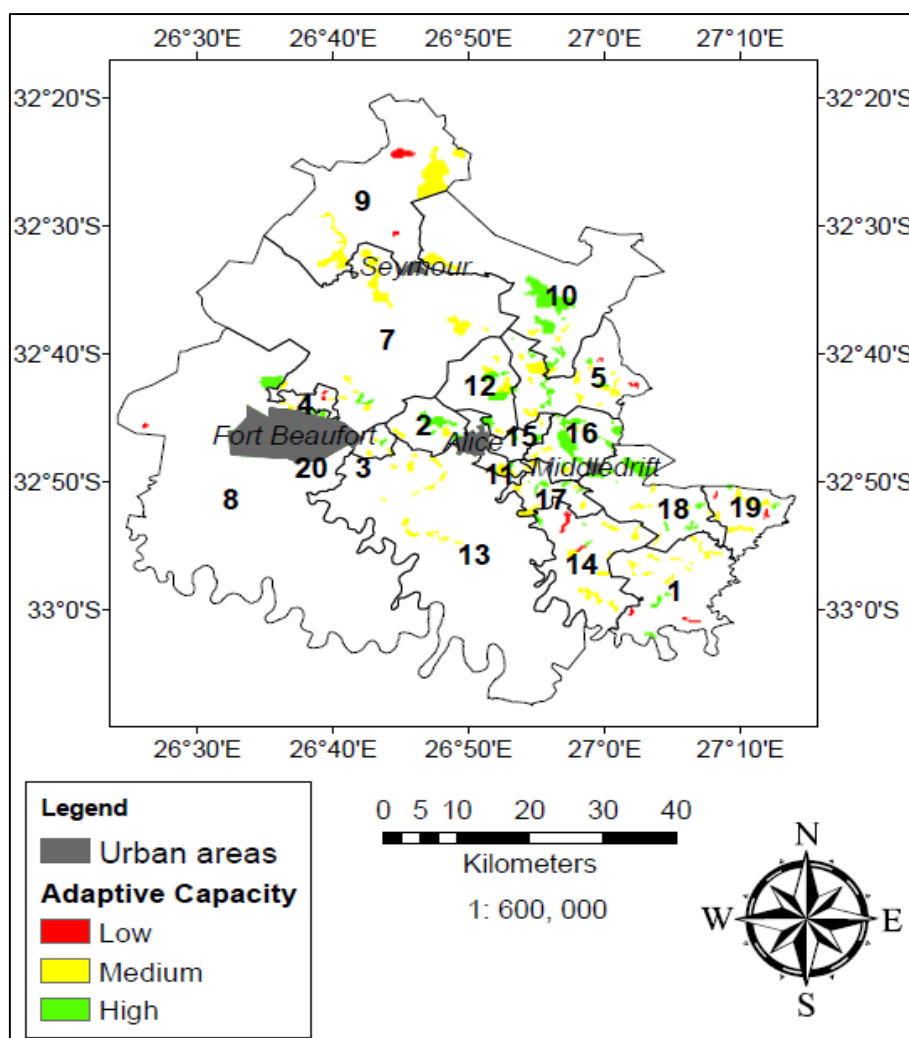 26°30'E 26°40'E 26°50'E 27°0'E 27°10'E
32°20'S 32°20'S
9
32°30'S 32°30'S
Seymour
10
7
32°40'S 32°40'S
5
12
4
2
16
Fort Beaufort Alice 15
20 3 11 Middledrift
32°50'S 32°50'S
8 17 18 19
13
14
1
33°0'S 33°0'S
26°30'E 26°40'E 26°50'E 27°0'E 27°10'E
Legend
Urban areas
Adaptive Capacity
Low
Medium
High
0 5 10 20 30 40
Kilometers
1: 600, 000
N
W E
S